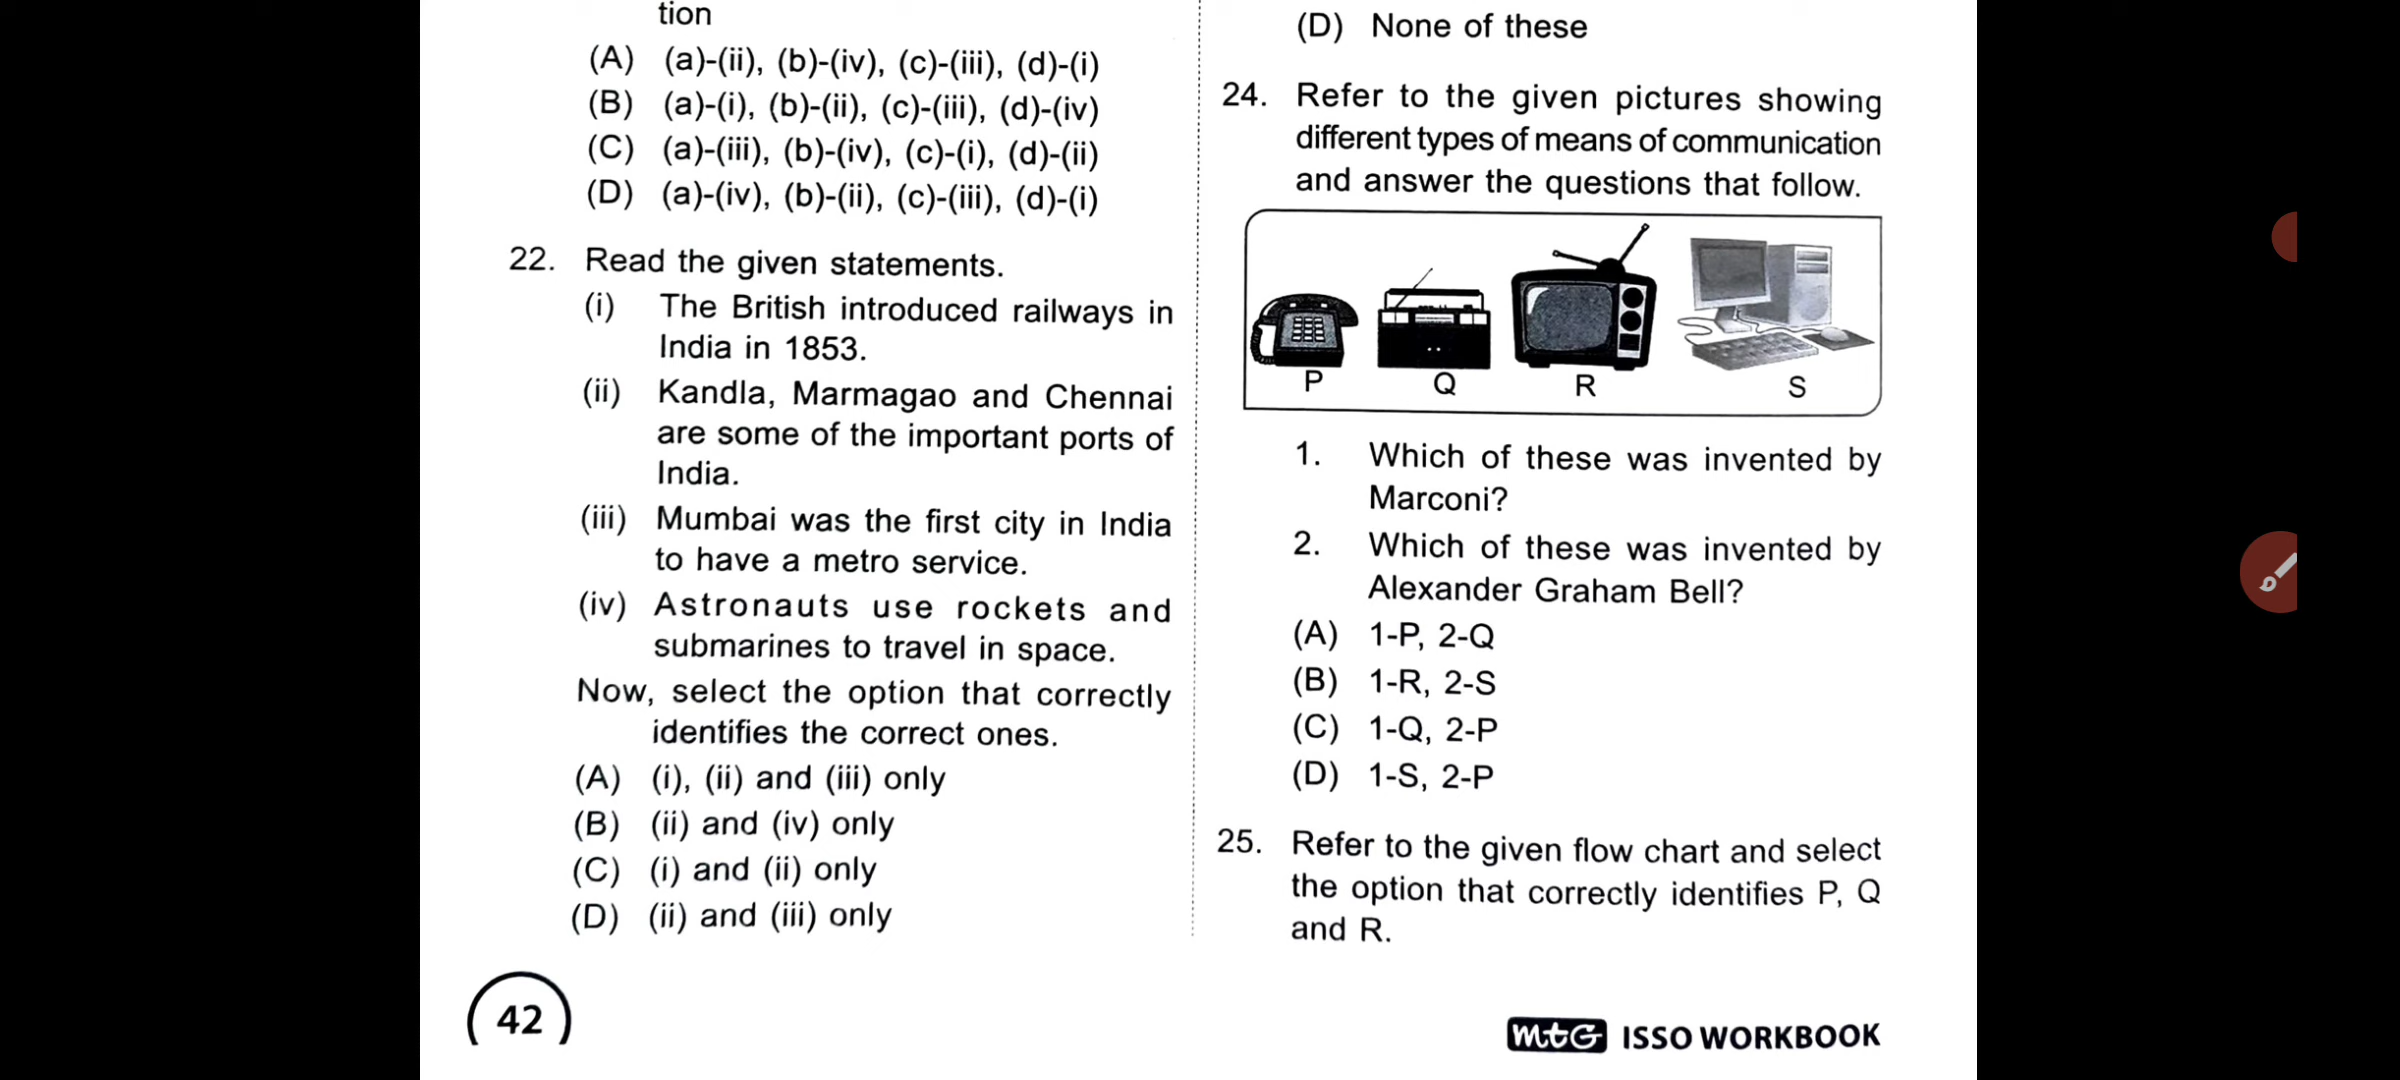 tion
(A) (a)-(ii), (b)-(iv), (c)-(iii), (d)-(i)
(B) (a)-(i), (b)-(ii), (c)-(iii), (d)-(iv)
(C) (a)-(iii), (b)-(iv), (c)-(i), (d)-(ii)
(D) (a)-(iv), (b)-(ii), (c)-(iii), (d)-(i)
22. Read the given statements.
(i) The British introduced railways in
India in 1853.
(ii) Kandla, Marmagao and Chennai
are some of the important ports of
India.
(iii) Mumbai was the first city in India
to have a metro service.
(iv) Astronauts use rockets and
submarines to travel in space.
Now, select the option that correctly
identifies the correct ones.
(A) (i), (ii) and (iii) only
(B) (ii) and (iv) only
(C) (i) and (ii) only
(D) (ii) and (iii) only
42
(D) None of these
24. Refer to the given pictures showing
different types of means of communication
and answer the questions that follow.
P Q R S
1. Which of these was invented by
Marconi?
2. Which of these was invented by
Alexander Graham Bell?
(A) 1-P, 2-Q
(B) 1-R, 2-S
(C) 1-Q, 2-P
(D) 1-S, 2-P
25. Refer to the given flow chart and select
the option that correctly identifies P, Q
and R.
mtG ISSO WORKBOOK